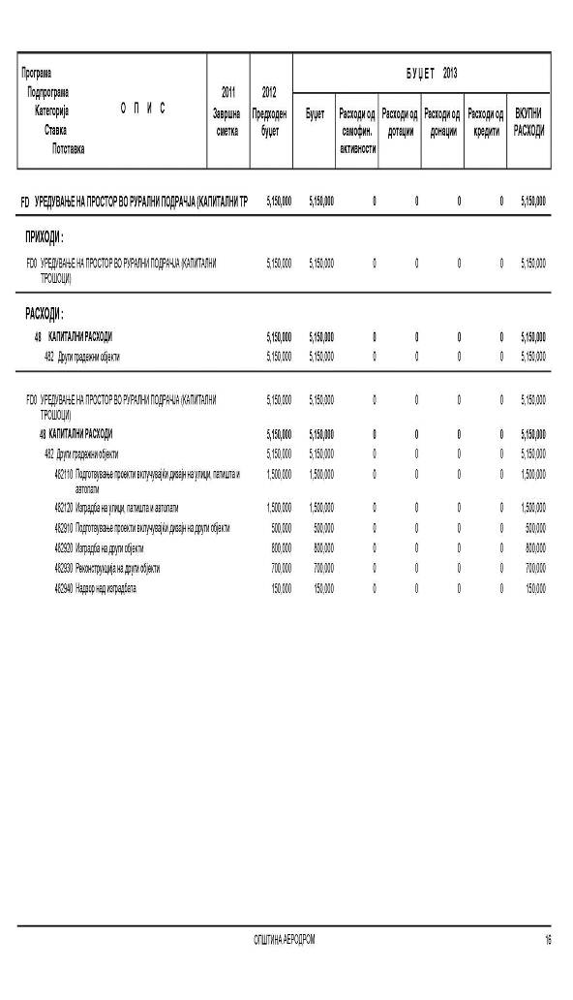 Програма
Подпрограма
Категорија
Ставка
Потставка
О П И С
2011
Завршна
сметка
2012
Предходен
буџет
Б У Џ Е Т 2013
Буџет
Расходи од
самофин.
активности
Расходи од
дотации
Расходи од
донации
Расходи од
кредити
ВКУПНИ
РАСХОДИ
FD УРЕДУВАЊЕ НА ПРОСТОР ВО РУРАЛНИ ПОДРАЧЈА (КАПИТАЛНИ ТР 5,150,000 5,150,000 0 0 0 0 5,150,000
ПРИХОДИ :
FD0 УРЕДУВАЊЕ НА ПРОСТОР ВО РУРАЛНИ ПОДРАЧЈА (КАПИТАЛНИ 5,150,000 5,150,000 0 0 0 0 5,150,000
ТРОШОЦИ)
РАСХОДИ :
48 КАПИТАЛНИ РАСХОДИ 5,150,000 5,150,000 0 0 0 0 5,150,000
482 Други градежни објекти 5,150,000 5,150,000 0 0 0 0 5,150,000
FD0 УРЕДУВАЊЕ НА ПРОСТОР ВО РУРАЛНИ ПОДРАЧЈА (КАПИТАЛНИ 5,150,000 5,150,000 0 0 0 0 5,150,000
ТРОШОЦИ)
48 КАПИТАЛНИ РАСХОДИ 5,150,000 5,150,000 0 0 0 0 5,150,000
482 Други градежни објекти 5,150,000 5,150,000 0 0 0 0 5,150,000
482110 Подготвување проекти вклучувајќи дизајн на улици, патишта и 1,500,000 1,500,000 0 0 0 0 1,500,000
автопати
482120 Изградба на улици, патишта и автопати 1,500,000 1,500,000 0 0 0 0 1,500,000
482910 Подготвување проекти вклучувајќи дизајн на други објекти 500,000 500,000 0 0 0 0 500,000
482920 Изградба на други објекти 800,000 800,000 0 0 0 0 800,000
482930 Реконструкција на други објекти 700,000 700,000 0 0 0 0 700,000
482940 Надзор над изградбата 150,000 150,000 0 0 0 0 150,000
ОПШТИНА АЕРОДРОМ 16